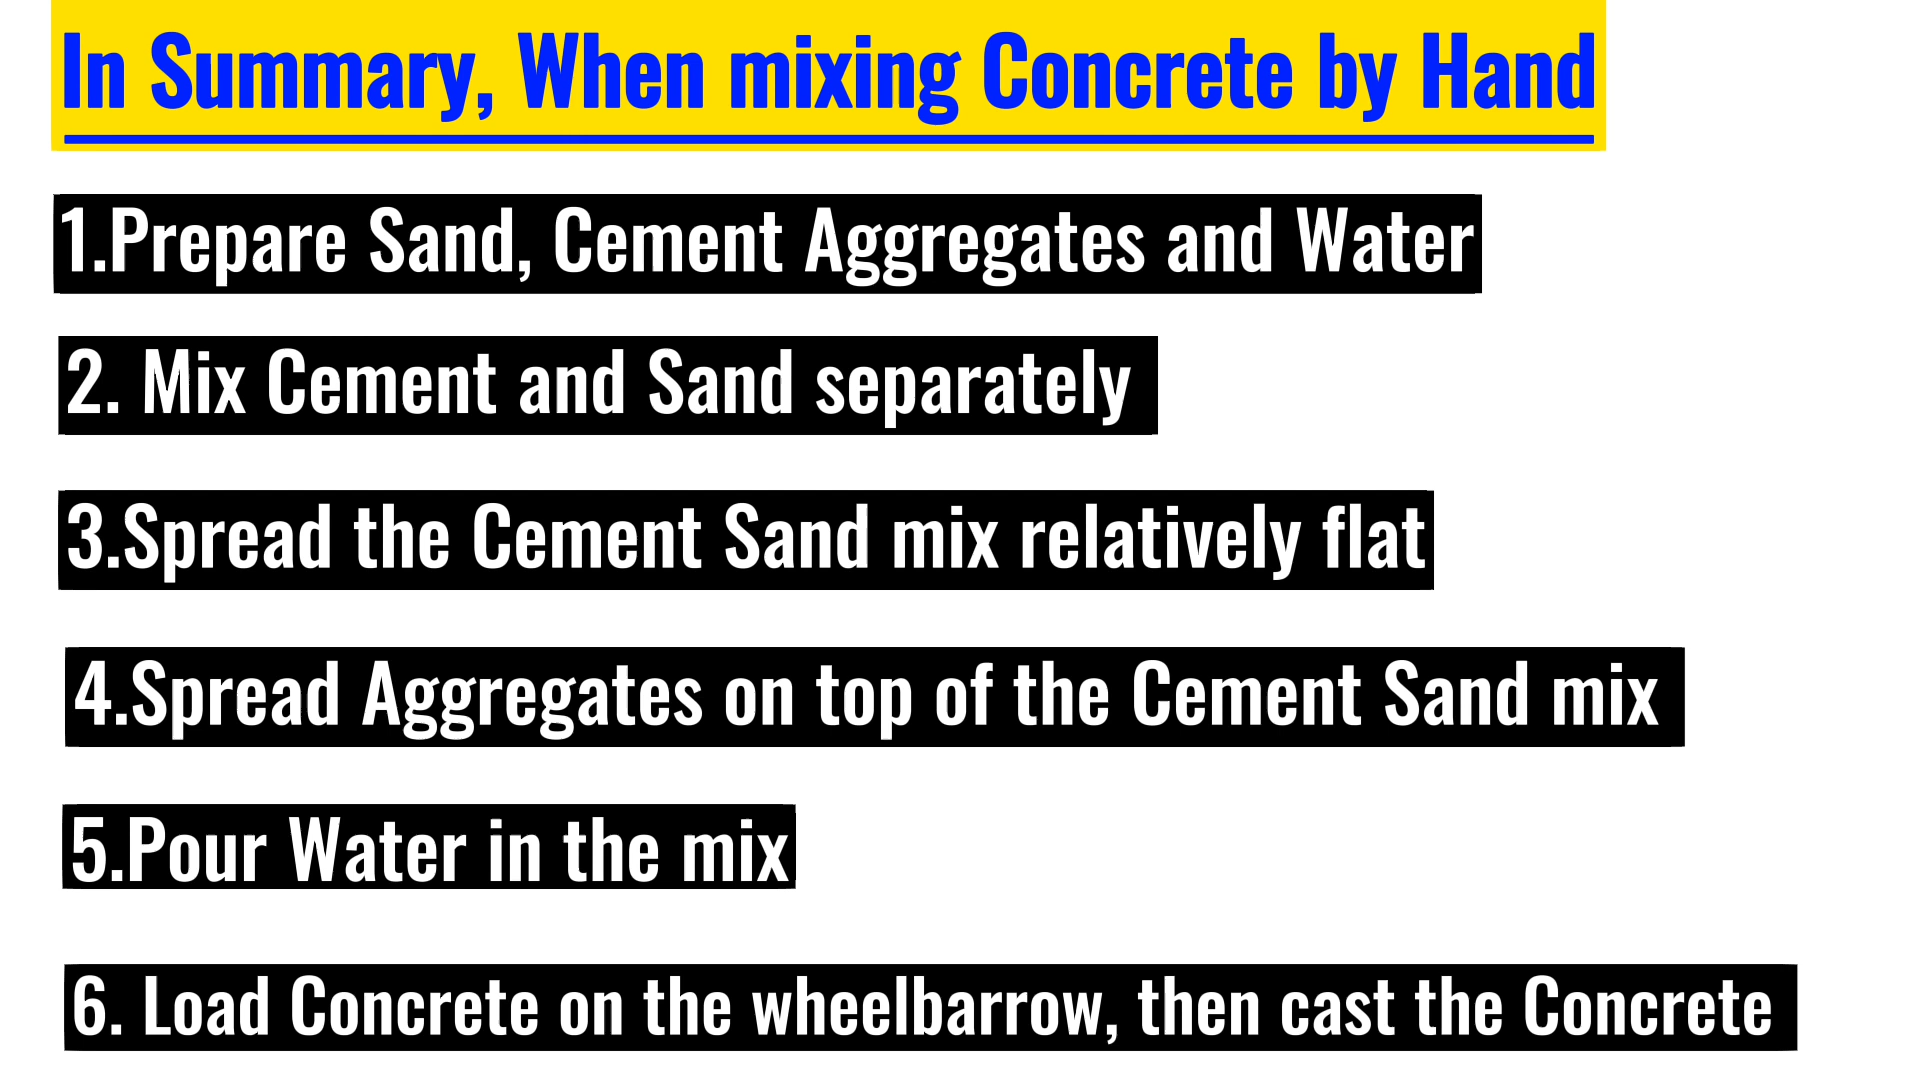 In Summary, When mixing Concrete by Hand
1.Prepare Sand, Cement Aggregates and Water
2. Mix Cement and Sand separately
3.Spread the Cement Sand mix relatively flat
4.Spread Aggregates on top of the Cement Sand mix
5.Pour Water in the mix
6. Load Concrete on the wheelbarrow, then cast the Concrete